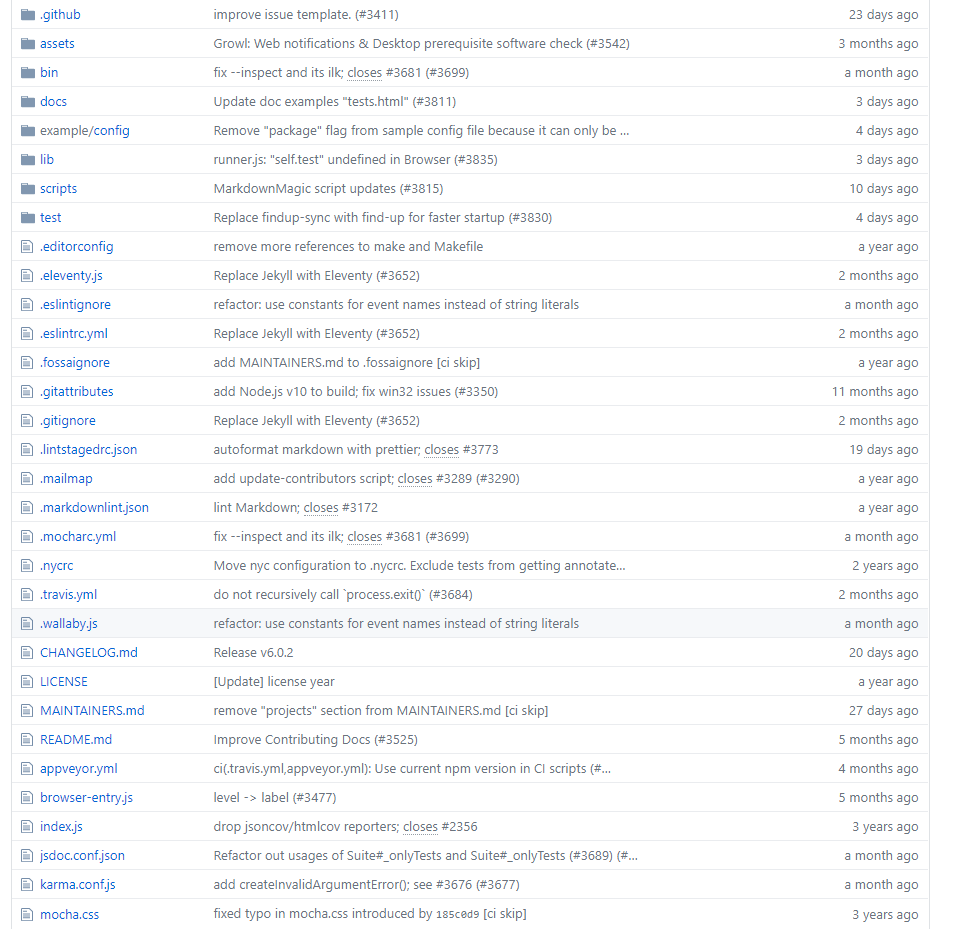 .github improve issue template. (#3411) 23 days ago
assets Growl: Web notifications & Desktop prerequisite software check (#3542) 3 months ago
bin fix --inspect and its ilk; closes #3681 (#3699) a month ago
docs Update doc examples "tests.html" (#3811) 3 days ago
example/config Remove "package" flag from sample config file because it can only be ... 4 days ago
lib runner.js: "self.test" undefined in Browser (#3835) 3 days ago
scripts MarkdownMagic script updates (#3815) 10 days ago
test Replace findup-sync with find-up for faster startup (#3830) 4 days ago
.editorconfig remove more references to make and Makefile a year ago
.eleventy.js Replace Jekyll with Eleventy (#3652) 2 months ago
.eslintignore refactor: use constants for event names instead of string literals a month ago
.eslintrc.yml Replace Jekyll with Eleventy (#3652) 2 months ago
.fossaignore add MAINTAINERS.md to .fossaignore [ci skip] a year ago
.gitattributes add Node.js v10 to build; fix win32 issues (#3350) 11 months ago
.gitignore Replace Jekyll with Eleventy (#3652) 2 months ago
.lintstagedrc.json autoformat markdown with prettier; closes #3773 19 days ago
.mailmap add update-contributors script; closes #3289 (#3290) a year ago
.markdownlint.json lint Markdown; closes #3172 a year ago
.mocharc.yml fix --inspect and its ilk; closes #3681 (#3699) a month ago
.nycrc Move nyc configuration to .nycrc. Exclude tests from getting annotate... 2 years ago
.travis.yml do not recursively call `process.exit()` (#3684) 2 months ago
.wallaby.js refactor: use constants for event names instead of string literals a month ago
CHANGELOG.md Release v6.0.2 20 days ago
LICENSE [Update] license year a year ago
MAINTAINERS.md remove "projects" section from MAINTAINERS.md [ci skip] 27 days ago
README.md Improve Contributing Docs (#3525) 5 months ago
appveyor.yml ci(.travis.yml,appveyor.yml): Use current npm version in CI scripts (#... 4 months ago
browser-entry.js level -> label (#3477) 5 months ago
index.js drop jsoncov/htmlcov reporters; closes #2356 3 years ago
jsdoc.conf.json Refactor out usages of Suite#_onlyTests and Suite#_onlyTests (#3689) (#... a month ago
karma.conf.js add createInvalidArgumentError(); see #3676 (#3677) a month ago
mocha.css fixed typo in mocha.css introduced by 185c0d9 [ci skip] 3 years ago